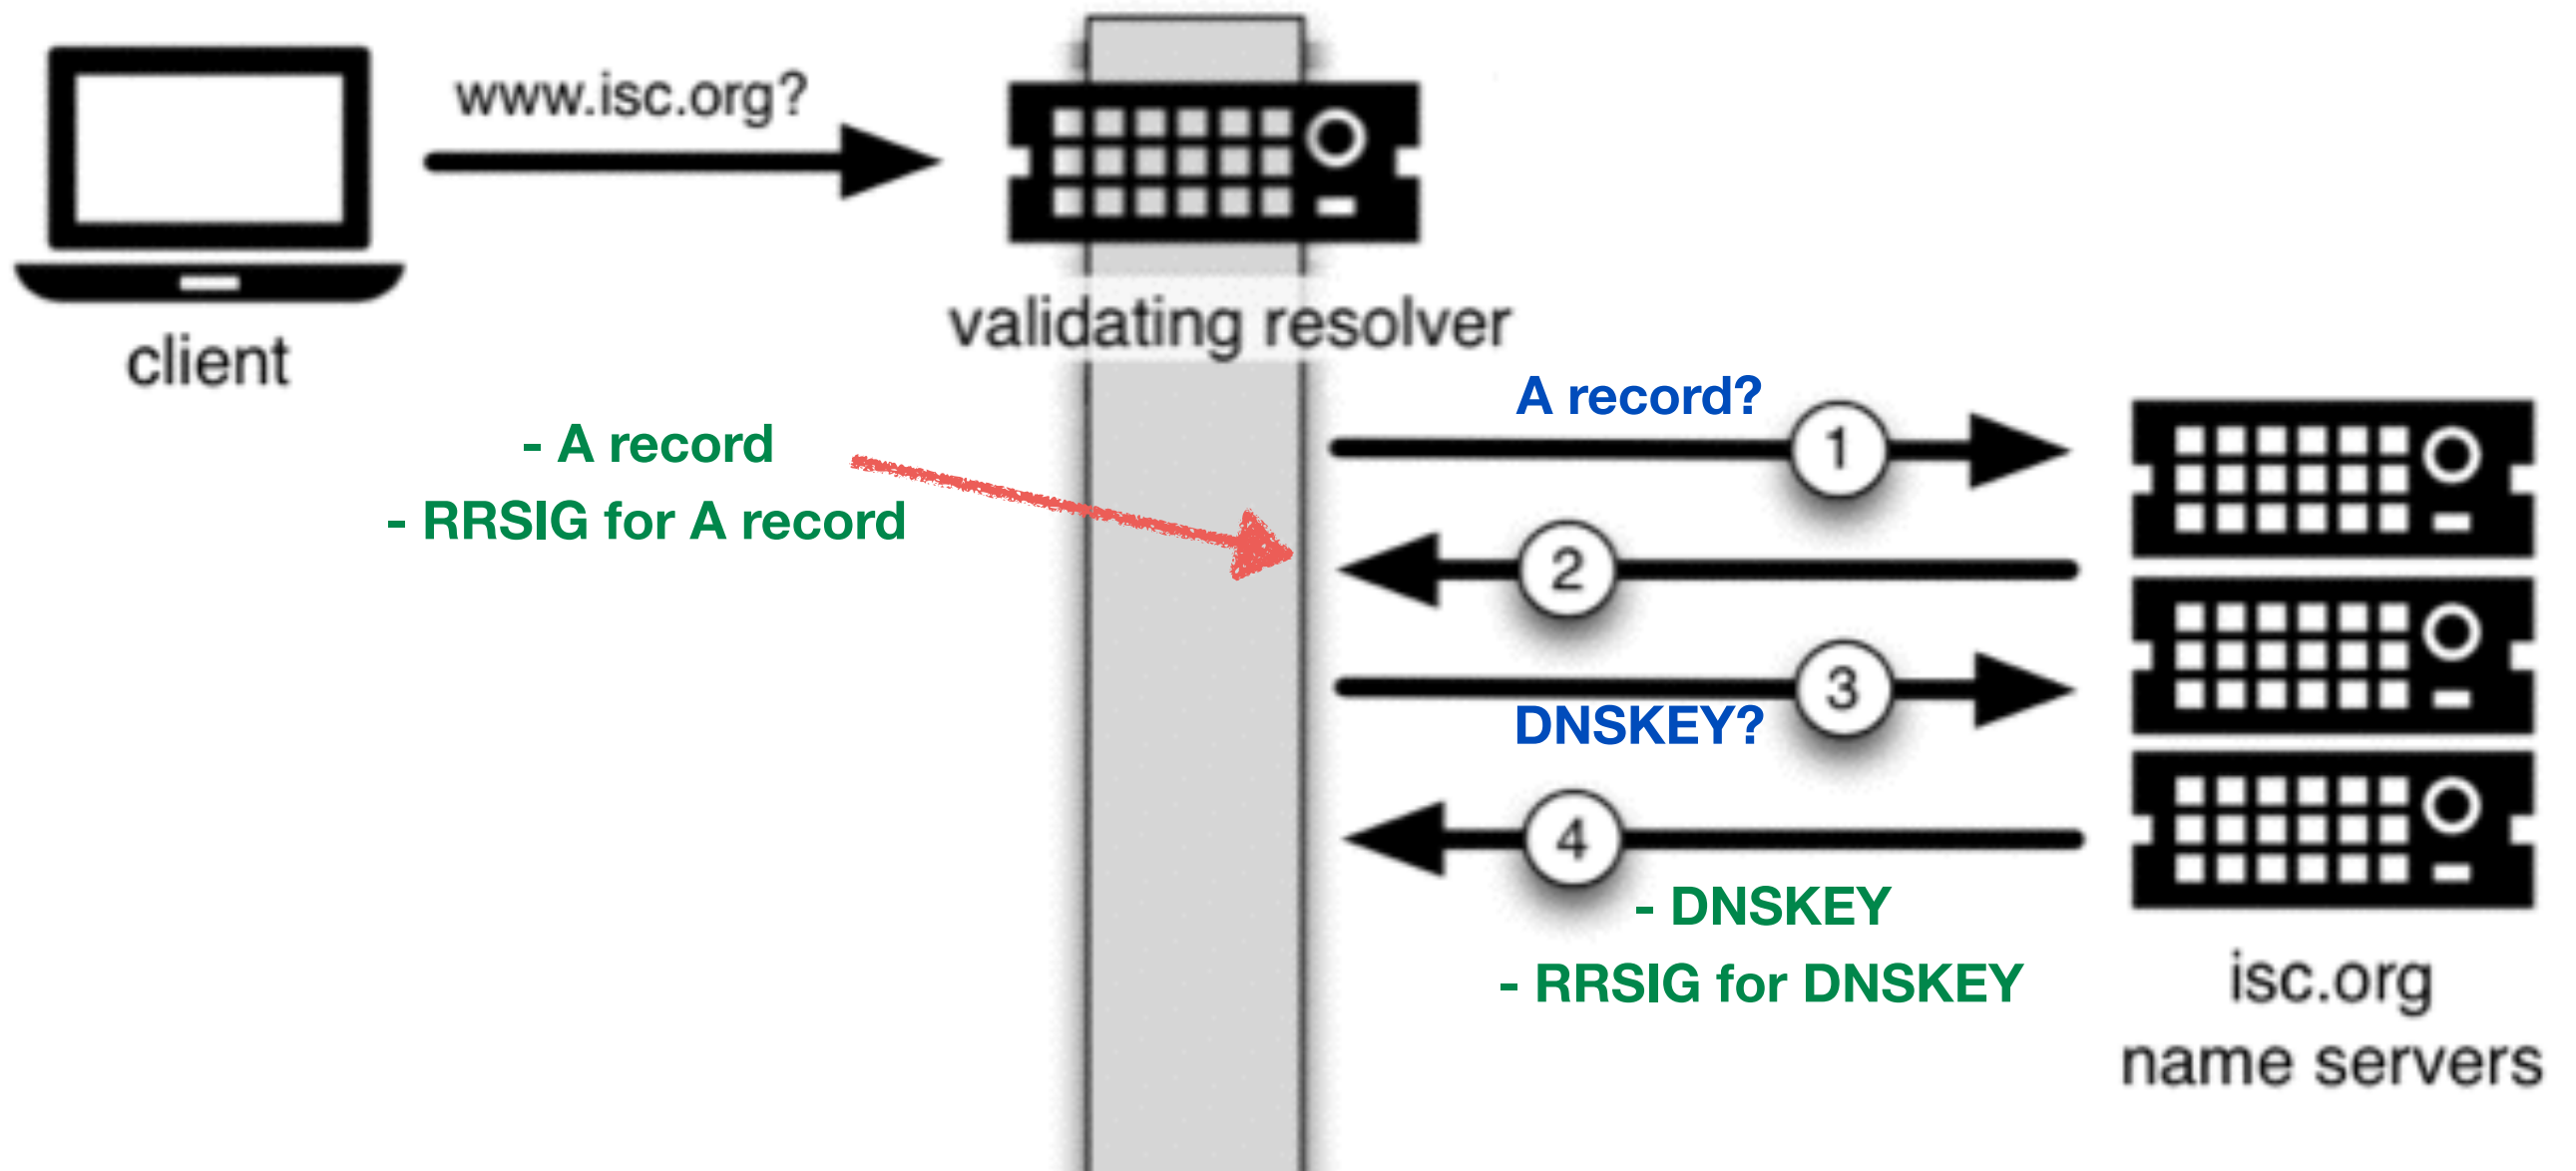 www.isc.org?
client
validating resolver
A record?
1
- A record
- RRSIG for A record
2
3
DNSKEY?
4
- DNSKEY
- RRSIG for DNSKEY
isc.org
name servers